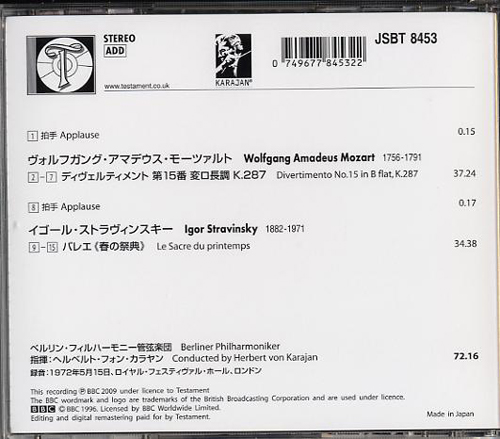 STEREO
ADD
www.testament.co.uk
KARAJAN®
0 749677 845322
JSBT 8453
1 拍手 Applause 0.15
ヴォルフガング・アマデウス・モーツァルト Wolfgang Amadeus Mozart 1756-1791
2-7 ディヴェルティメント 第15番 変ロ長調 K.287 Divertimento No.15 in B flat, K.287 37.24
8 拍手 Applause 0.17
イゴール・ストラヴィンスキー Igor Stravinsky 1882-1971
9-15 バレエ《春の祭典》 Le Sacre du printemps 34.38
ベルリン・フィルハーモニー管弦楽団 Berliner Philharmoniker
指揮：ヘルベルト・フォン・カラヤン Conducted by Herbert von Karajan 72.16
録音：1972年5月15日、ロイヤル・フェスティヴァル・ホール、ロンドン
This recording ℗ BBC 2009 under licence to Testament
The BBC wordmark and logo are trademarks of the British Broadcasting Corporation and are used under licence.
BBC © BBC 1996. Licensed by BBC Worldwide Limited.
Editing and digital remastering paid for by Testament.
Made in Japan